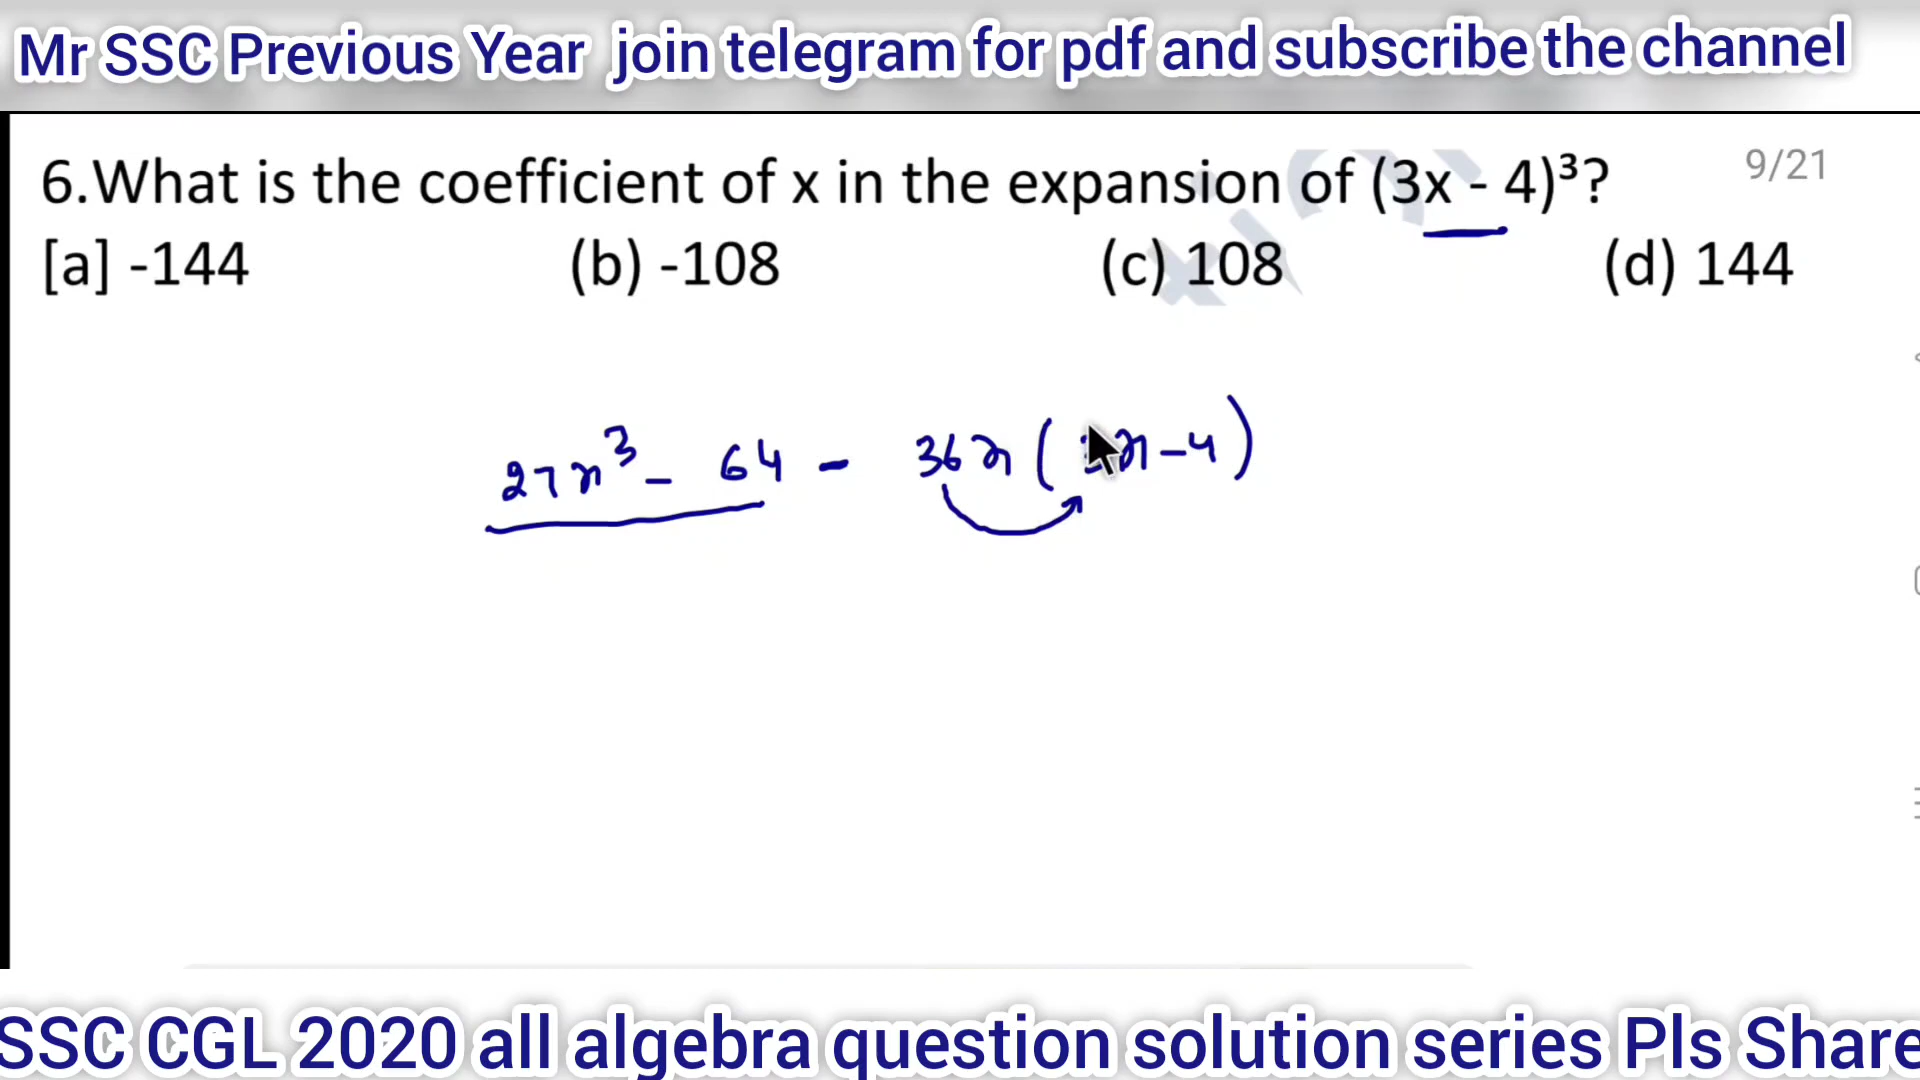 Mr SSC Previous Year join telegram for pdf and subscribe the channel
6.What is the coefficient of x in the expansion of (3x - 4)³? 9/21
[a] -144 (b) -108 (c) 108 (d) 144
27x³ - 64 - 36x ( x - 4 )
SSC CGL 2020 all algebra question solution series Pls Share